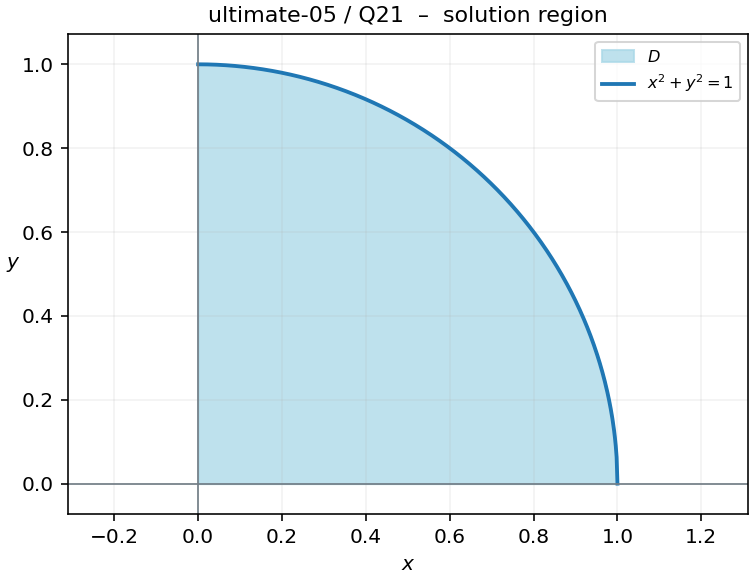 ultimate-05 / Q21 – solution region
D
x² + y² = 1
1.0
0.8
0.6
0.4
0.2
0.0
y
−0.2 0.0 0.2 0.4 0.6 0.8 1.0 1.2
x